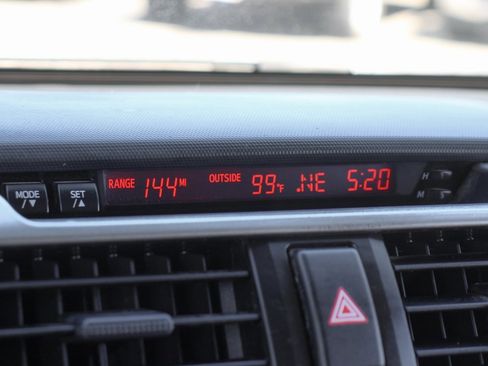 MODE
/▼
SET
/▲
RANGE 144 MI OUTSIDE 99°F .NE 5:20
H
M